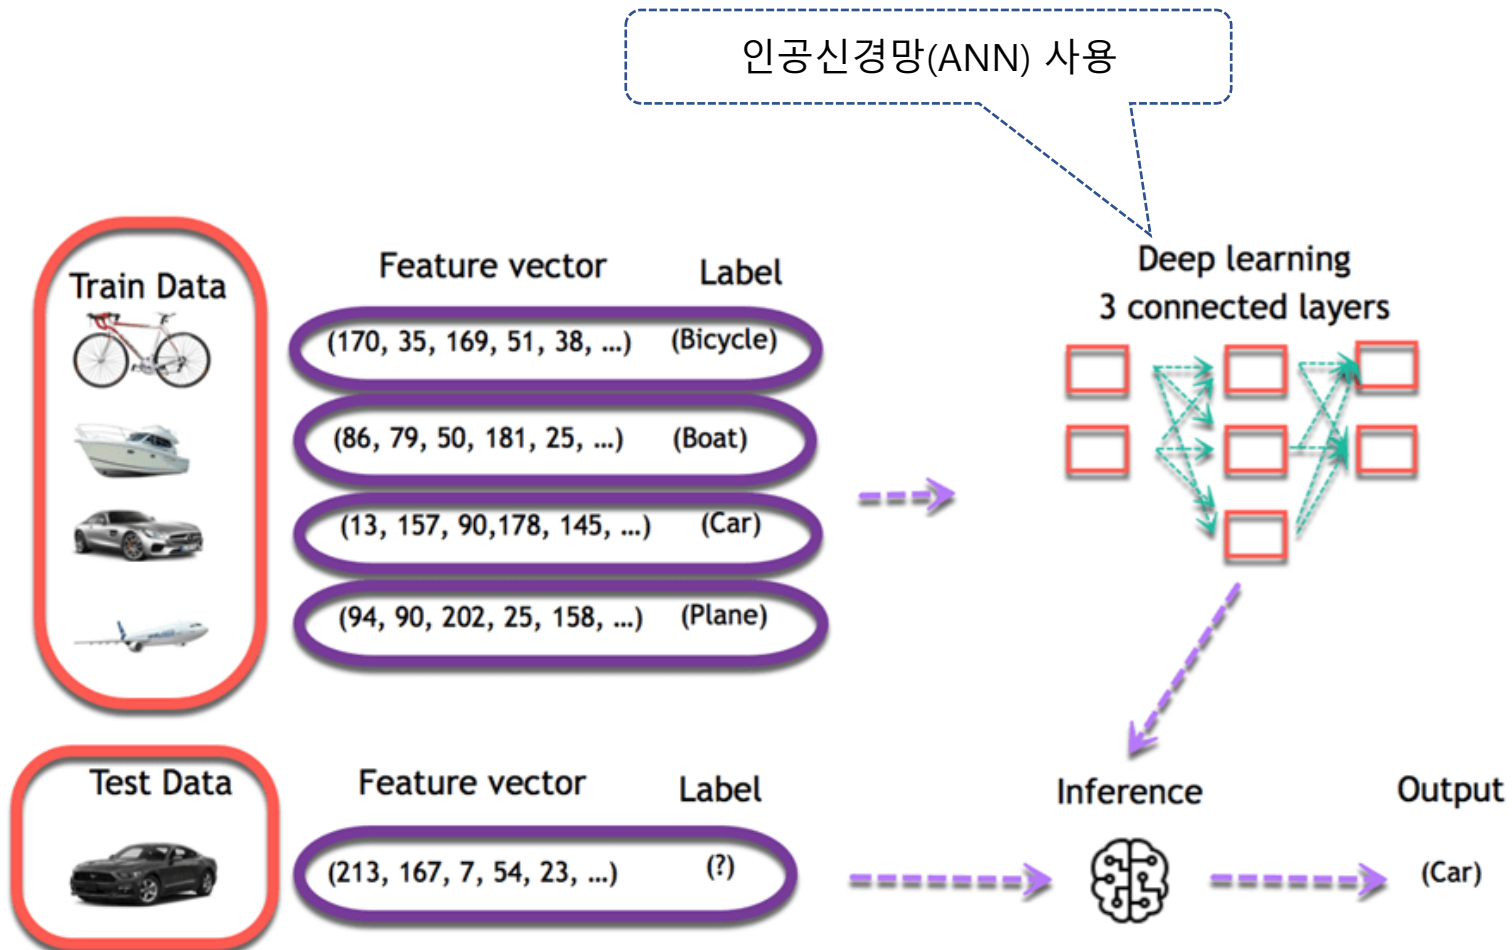 인공신경망(ANN) 사용
Train Data
Feature vector
Label
(170, 35, 169, 51, 38, ...)
(Bicycle)
(86, 79, 50, 181, 25, ...)
(Boat)
(13, 157, 90,178, 145, ...)
(Car)
(94, 90, 202, 25, 158, ...)
(Plane)
Deep learning
3 connected layers
Test Data
Feature vector
Label
(213, 167, 7, 54, 23, ...)
(?)
Inference
Output
(Car)